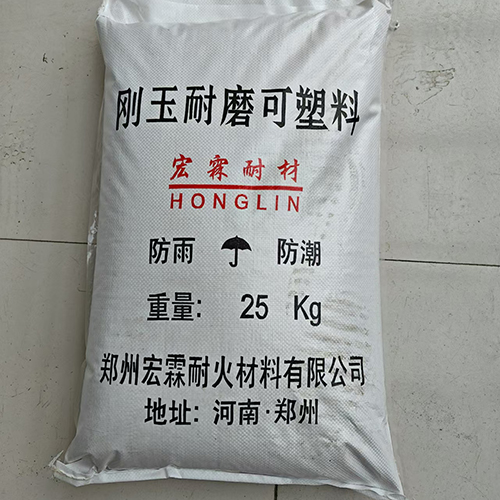 刚玉耐磨可塑料
宏霖耐材
HONGLIN
防雨 防潮
重量: 25 Kg
郑州宏霖耐火材料有限公司
地址: 河南·郑州